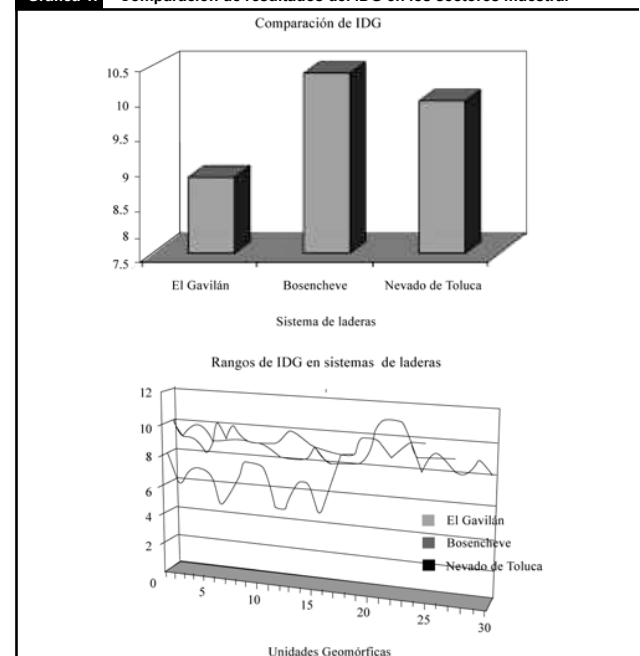 Comparación de IDG
10.5
10
9.5
9
8.5
8
7.5
El Gavilán Bosencheve Nevado de Toluca
Sistema de laderas
Rangos de IDG en sistemas de laderas
12
10
8
6
4
2
0
5 10 15 20 25 30
El Gavilán
Bosencheve
Nevado de Toluca
Unidades Geomórficas